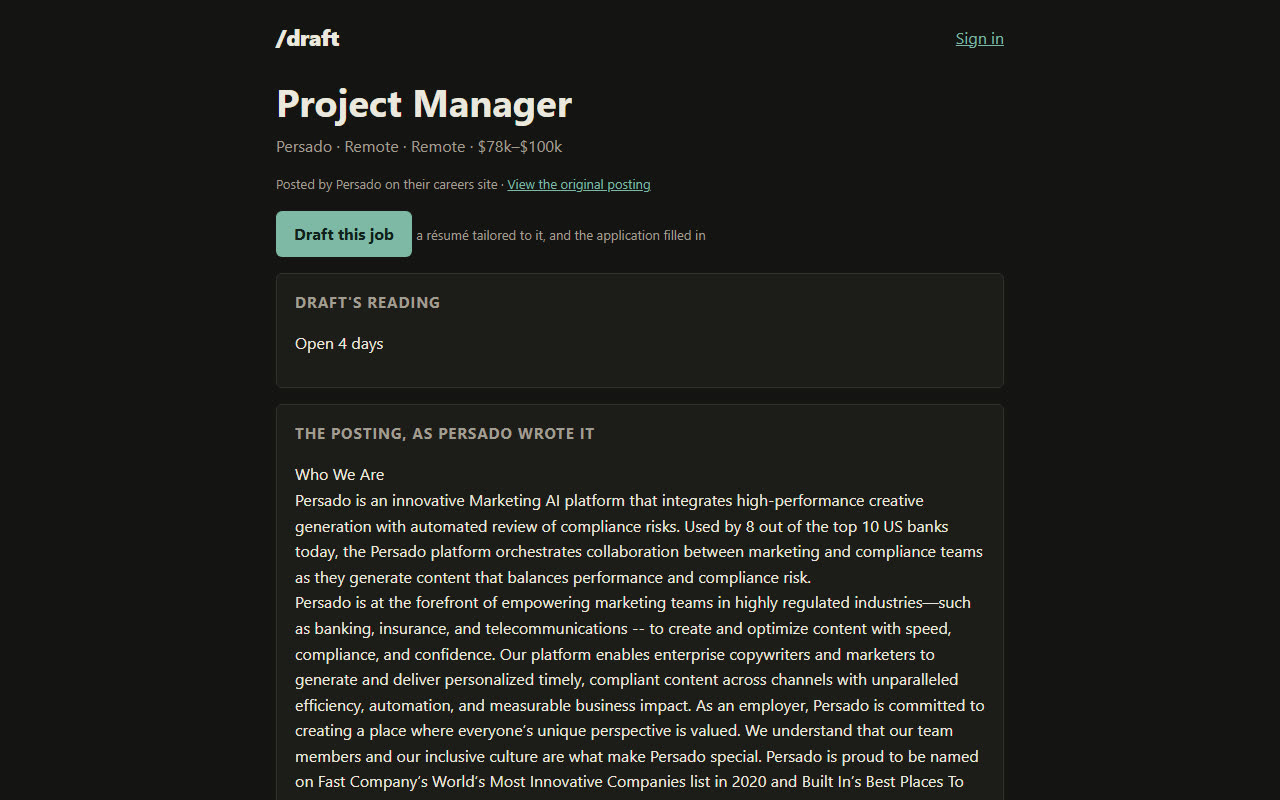 /draft
Sign in
Project Manager
Persado · Remote · Remote · $78k–$100k
Posted by Persado on their careers site · View the original posting
Draft this job a résumé tailored to it, and the application filled in
DRAFT'S READING
Open 4 days
THE POSTING, AS PERSADO WROTE IT
Who We Are
Persado is an innovative Marketing AI platform that integrates high-performance creative
generation with automated review of compliance risks. Used by 8 out of the top 10 US banks
today, the Persado platform orchestrates collaboration between marketing and compliance teams
as they generate content that balances performance and compliance risk.
Persado is at the forefront of empowering marketing teams in highly regulated industries—such
as banking, insurance, and telecommunications -- to create and optimize content with speed,
compliance, and confidence. Our platform enables enterprise copywriters and marketers to
generate and deliver personalized timely, compliant content across channels with unparalleled
efficiency, automation, and measurable business impact. As an employer, Persado is committed to
creating a place where everyone’s unique perspective is valued. We understand that our team
members and our inclusive culture are what make Persado special. Persado is proud to be named
on Fast Company’s World’s Most Innovative Companies list in 2020 and Built In’s Best Places To